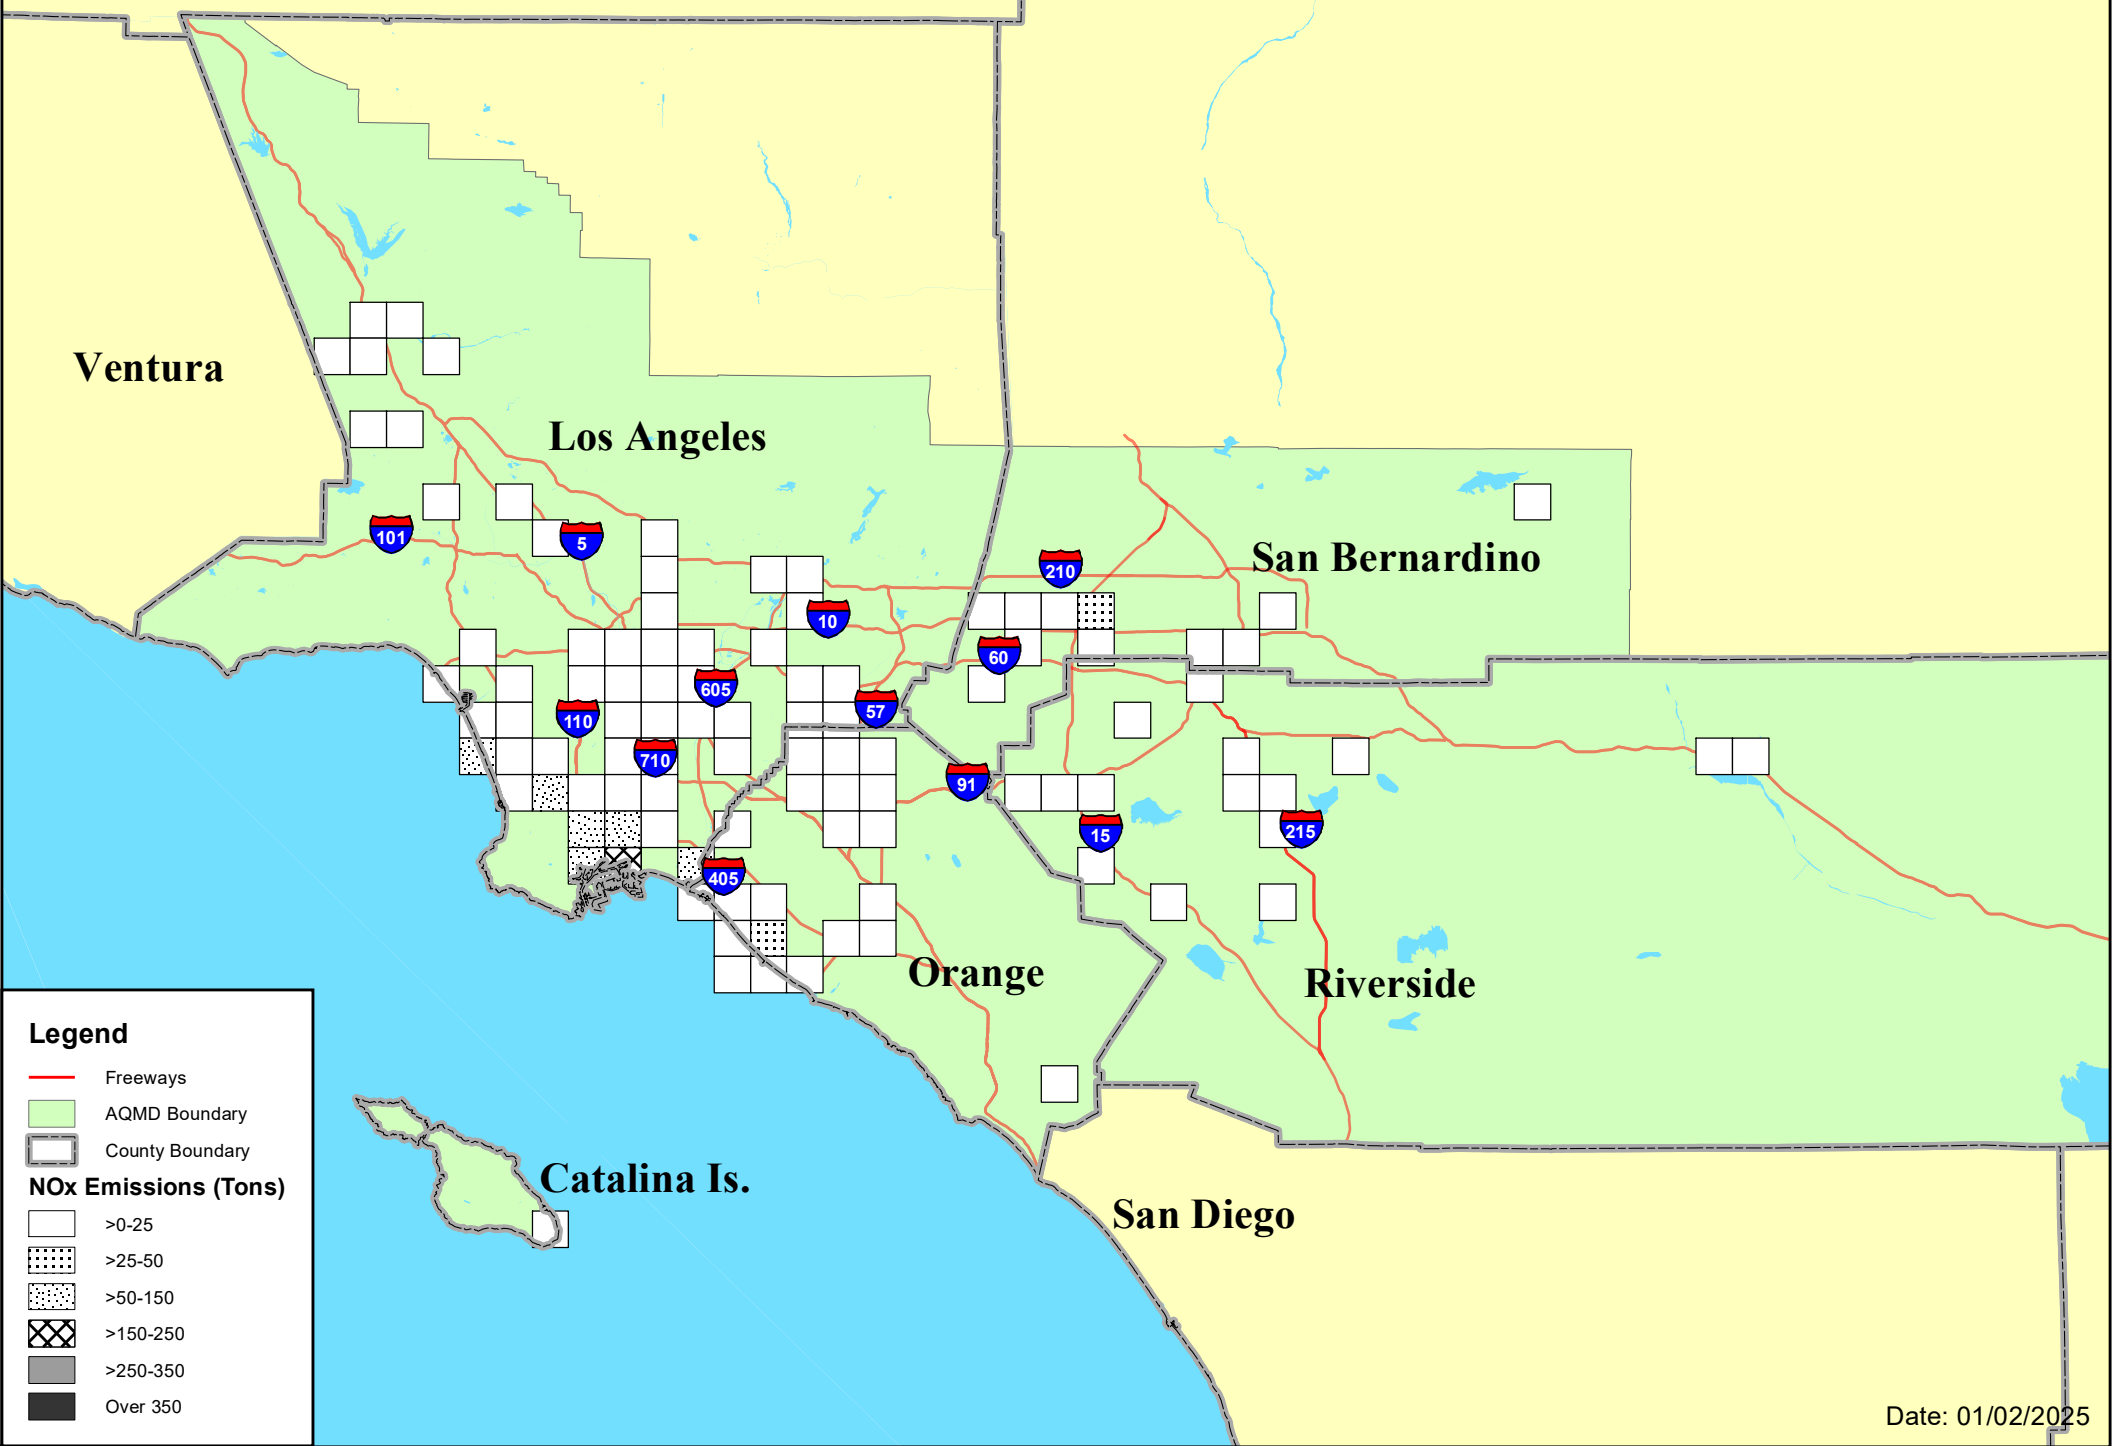 Ventura
Los Angeles
101
5
210
San Bernardino
10
60
605
57
110
710
91
15
215
405
Orange
Riverside
Catalina Is.
San Diego
Legend
Freeways
AQMD Boundary
County Boundary
NOx Emissions (Tons)
>0-25
>25-50
>50-150
>150-250
>250-350
Over 350
Date: 01/02/2025